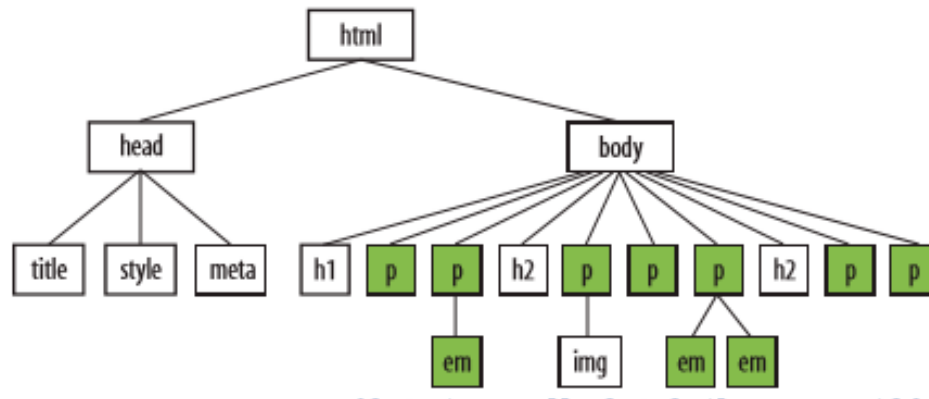 html
head body
title style meta h1 p p h2 p p p h2 p p
em img em em